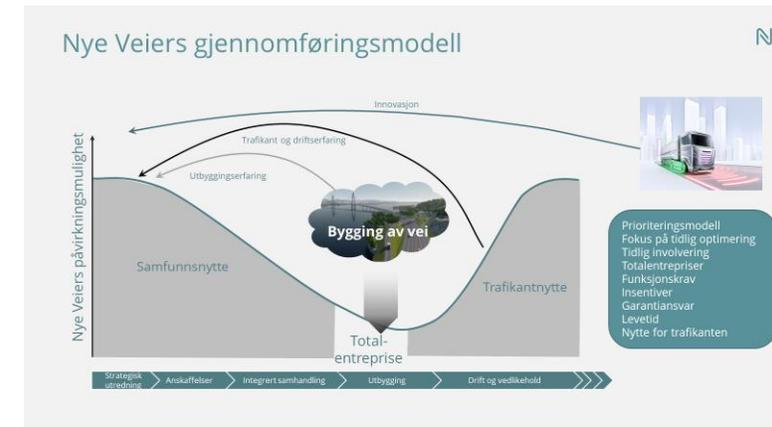 Nye Veiers gjennomføringsmodell
Innovasjon
Trafikant og driftserfaring
Utbyggingserfaring
Nye Veiers påvirkningsmulighet
Bygging av vei
Samfunnsnytte
Trafikantnytte
Total-
entreprise
Prioriteringsmodell
Fokus på tidlig optimering
Tidlig involvering
Totalentrepriser
Funksjonskrav
Insentiver
Garantiansvar
Levetid
Nytte for trafikanten
Strategisk
utredning
Anskaffelser
Integrert samhandling
Utbygging
Drift og vedlikehold